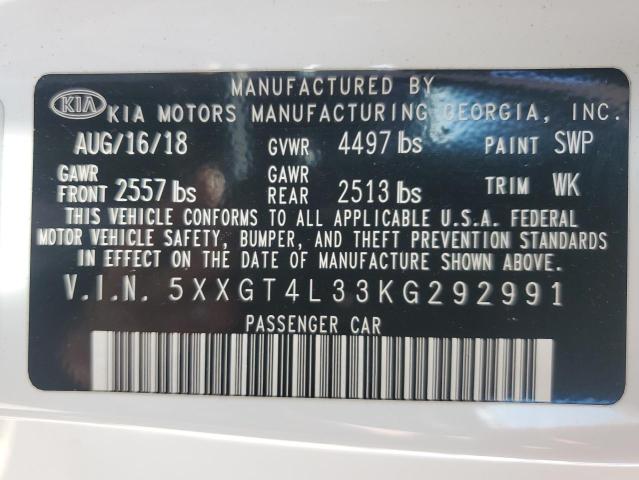 MANUFACTURED BY
KIA KIA MOTORS MANUFACTURING GEORGIA, INC.
AUG/16/18 GVWR 4497 lbs PAINT SWP
GAWR FRONT 2557 lbs GAWR REAR 2513 lbs TRIM WK
THIS VEHICLE CONFORMS TO ALL APPLICABLE U.S.A. FEDERAL
MOTOR VEHICLE SAFETY, BUMPER, AND THEFT PREVENTION STANDARDS
IN EFFECT ON THE DATE OF MANUFACTURE SHOWN ABOVE.
V.I.N. 5XXGT4L33KG292991
PASSENGER CAR